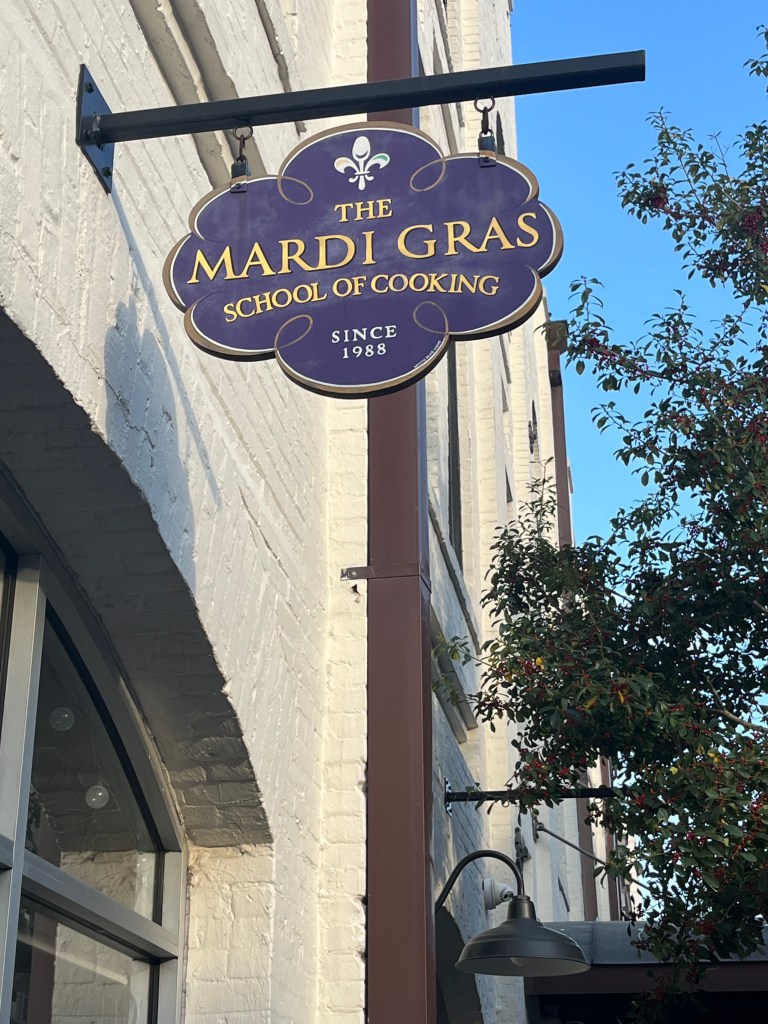 THE
MARDI GRAS
SCHOOL OF COOKING
SINCE
1988